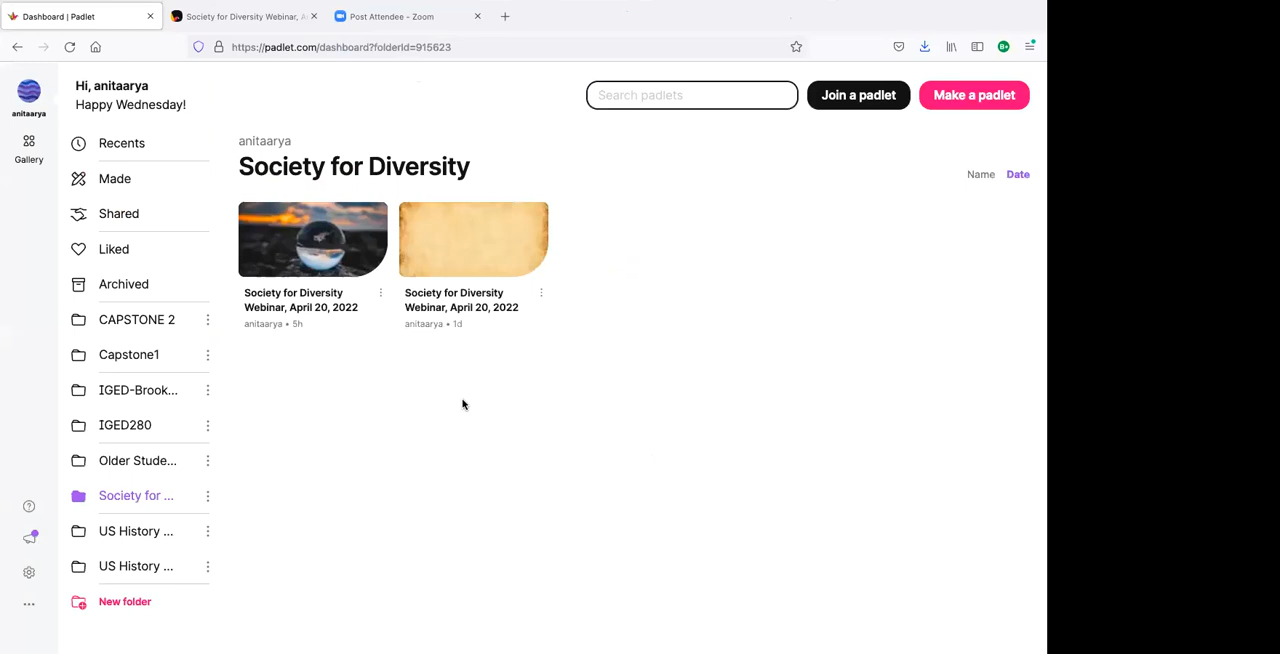 Dashboard | Padlet
Society for Diversity Webinar, A
Post Attendee - Zoom
https://padlet.com/dashboard?folderId=915623
anitaarya
Gallery
Hi, anitaarya
Happy Wednesday!
Search padlets
Join a padlet
Make a padlet
Recents
Made
Shared
Liked
Archived
CAPSTONE 2
Capstone1
IGED-Brook...
IGED280
Older Stude...
Society for ...
US History ...
US History ...
New folder
anitaarya
Society for Diversity
Name Date
Society for Diversity
Webinar, April 20, 2022
anitaarya • 5h
Society for Diversity
Webinar, April 20, 2022
anitaarya • 1d